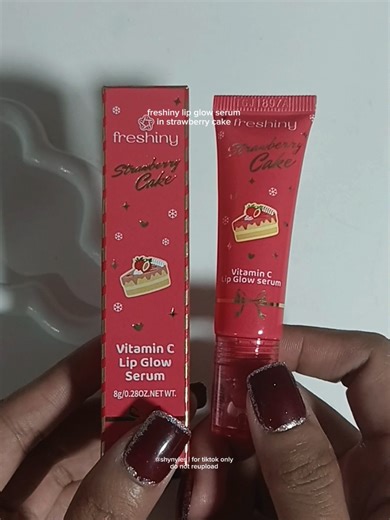 freshiny lip glow serum
in strawberry cake
freshiny
Strawberry
Cake
Vitamin C
Lip Glow
Serum
8g/0.28OZ.NET WT.
freshiny
Strawberry
Cake
Vitamin C
Lip Glow serum
for tiktok only
do not reupload